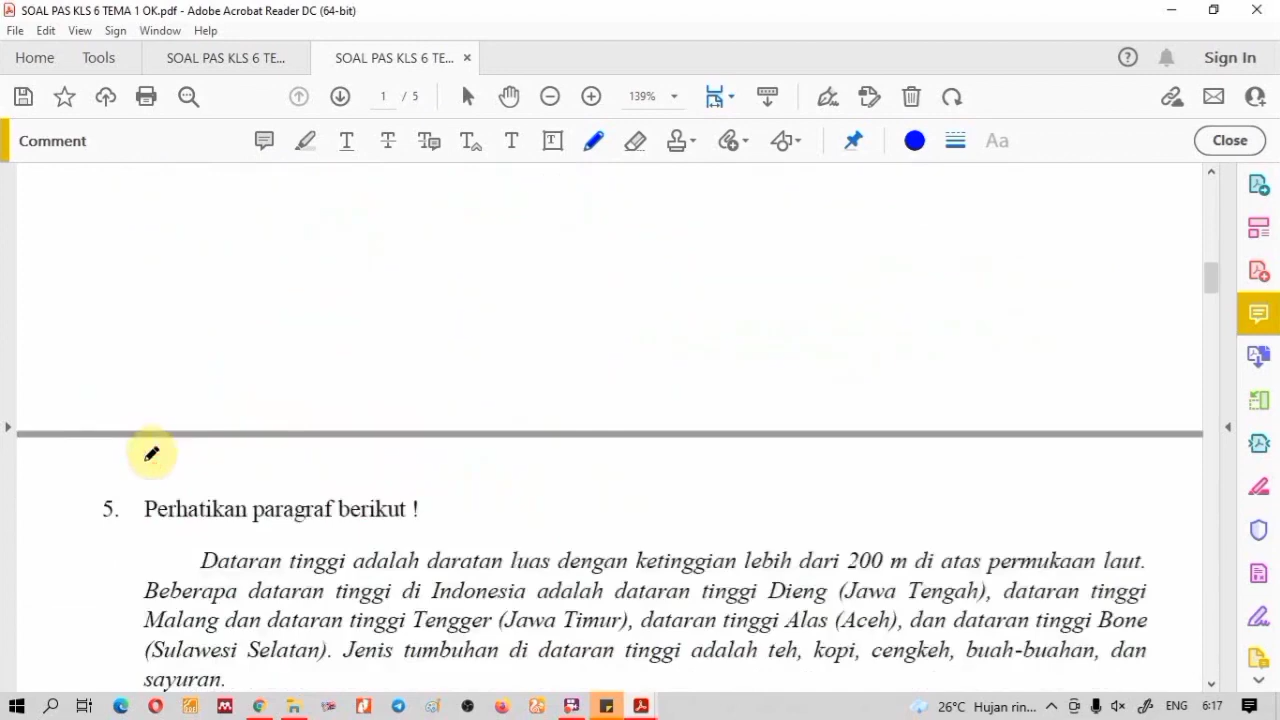 SOAL PAS KLS 6 TEMA 1 OK.pdf - Adobe Acrobat Reader DC (64-bit)
File Edit View Sign Window Help
Home Tools SOAL PAS KLS 6 TE... SOAL PAS KLS 6 TE... × Sign In
1 / 5 139%
Comment Aa Close
5. Perhatikan paragraf berikut !
Dataran tinggi adalah daratan luas dengan ketinggian lebih dari 200 m di atas permukaan laut.
Beberapa dataran tinggi di Indonesia adalah dataran tinggi Dieng (Jawa Tengah), dataran tinggi
Malang dan dataran tinggi Tengger (Jawa Timur), dataran tinggi Alas (Aceh), dan dataran tinggi Bone
(Sulawesi Selatan). Jenis tumbuhan di dataran tinggi adalah teh, kopi, cengkeh, buah-buahan, dan
sayuran.
26°C Hujan rin... ENG 6:17